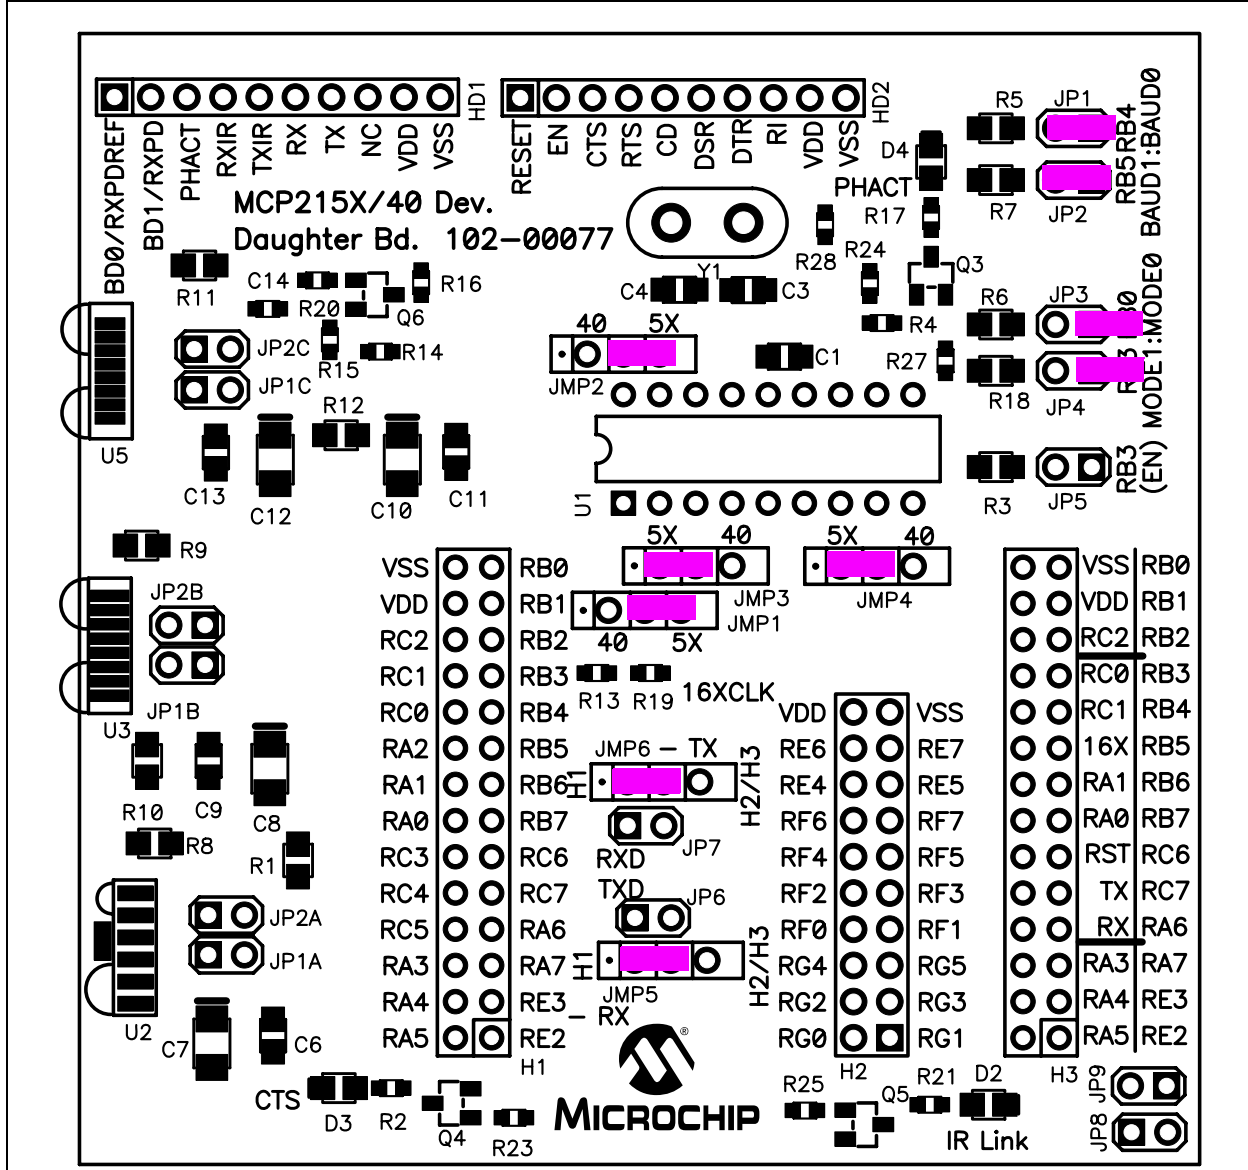 HD1
HD2
BD0/RXPDREF
BD1/RXPD
PHACT
RXIR
TXIR
RX
TX
NC
VDD
VSS
RESET
EN
CTS
RTS
CD
DSR
DTR
RI
VDD
VSS
MCP215X/40 Dev.
Daughter Bd. 102-00077
D4
PHACT
R5
JP1
RB4
R7
JP2
RB5
BAUD1:BAUD0
R17
R28
R24
Q3
Y1
C4
C3
R11
C14
R20
Q6
R16
R15
R14
JP2C
JP1C
R12
U5
C13
C12
C10
C11
40 5X
JMP2
C1
R4
R27
R6
JP3
R18
JP4
MODE1:MODE0
R3
JP5
RB3
(EN)
U1
R9
JP2B
JP1B
U3
5X 40
JMP3
5X 40
JMP4
JMP1
40 5X
R13 R19
16XCLK
VSS RB0
VDD RB1
RC2 RB2
RC1 RB3
RC0 RB4
RA2 RB5
RA1 RB6
RA0 RB7
RC3 RC6
RC4 RC7
RC5 RA6
RA3 RA7
RA4 RE3
RA5 RE2
H1
JMP6 - TX
H1
H2/H3
JP7
RXD
TXD
JP6
H1
H2/H3
JMP5
- RX
VDD VSS
RE6 RE7
RE4 RE5
RF6 RF7
RF4 RF5
RF2 RF3
RF0 RF1
RG4 RG5
RG2 RG3
RG0 RG1
H2
VSS RB0
VDD RB1
RC2 RB2
RC0 RB3
RC1 RB4
16X RB5
RA1 RB6
RA0 RB7
RST RC6
TX RC7
RX RA6
RA3 RA7
RA4 RE3
RA5 RE2
H3
R10
C9
C8
R8
R1
JP2A
JP1A
U2
C7
C6
CTS
D3
R2
Q4
R23
®
MICROCHIP
R25
Q5
R21
D2
IR Link
JP9
JP8